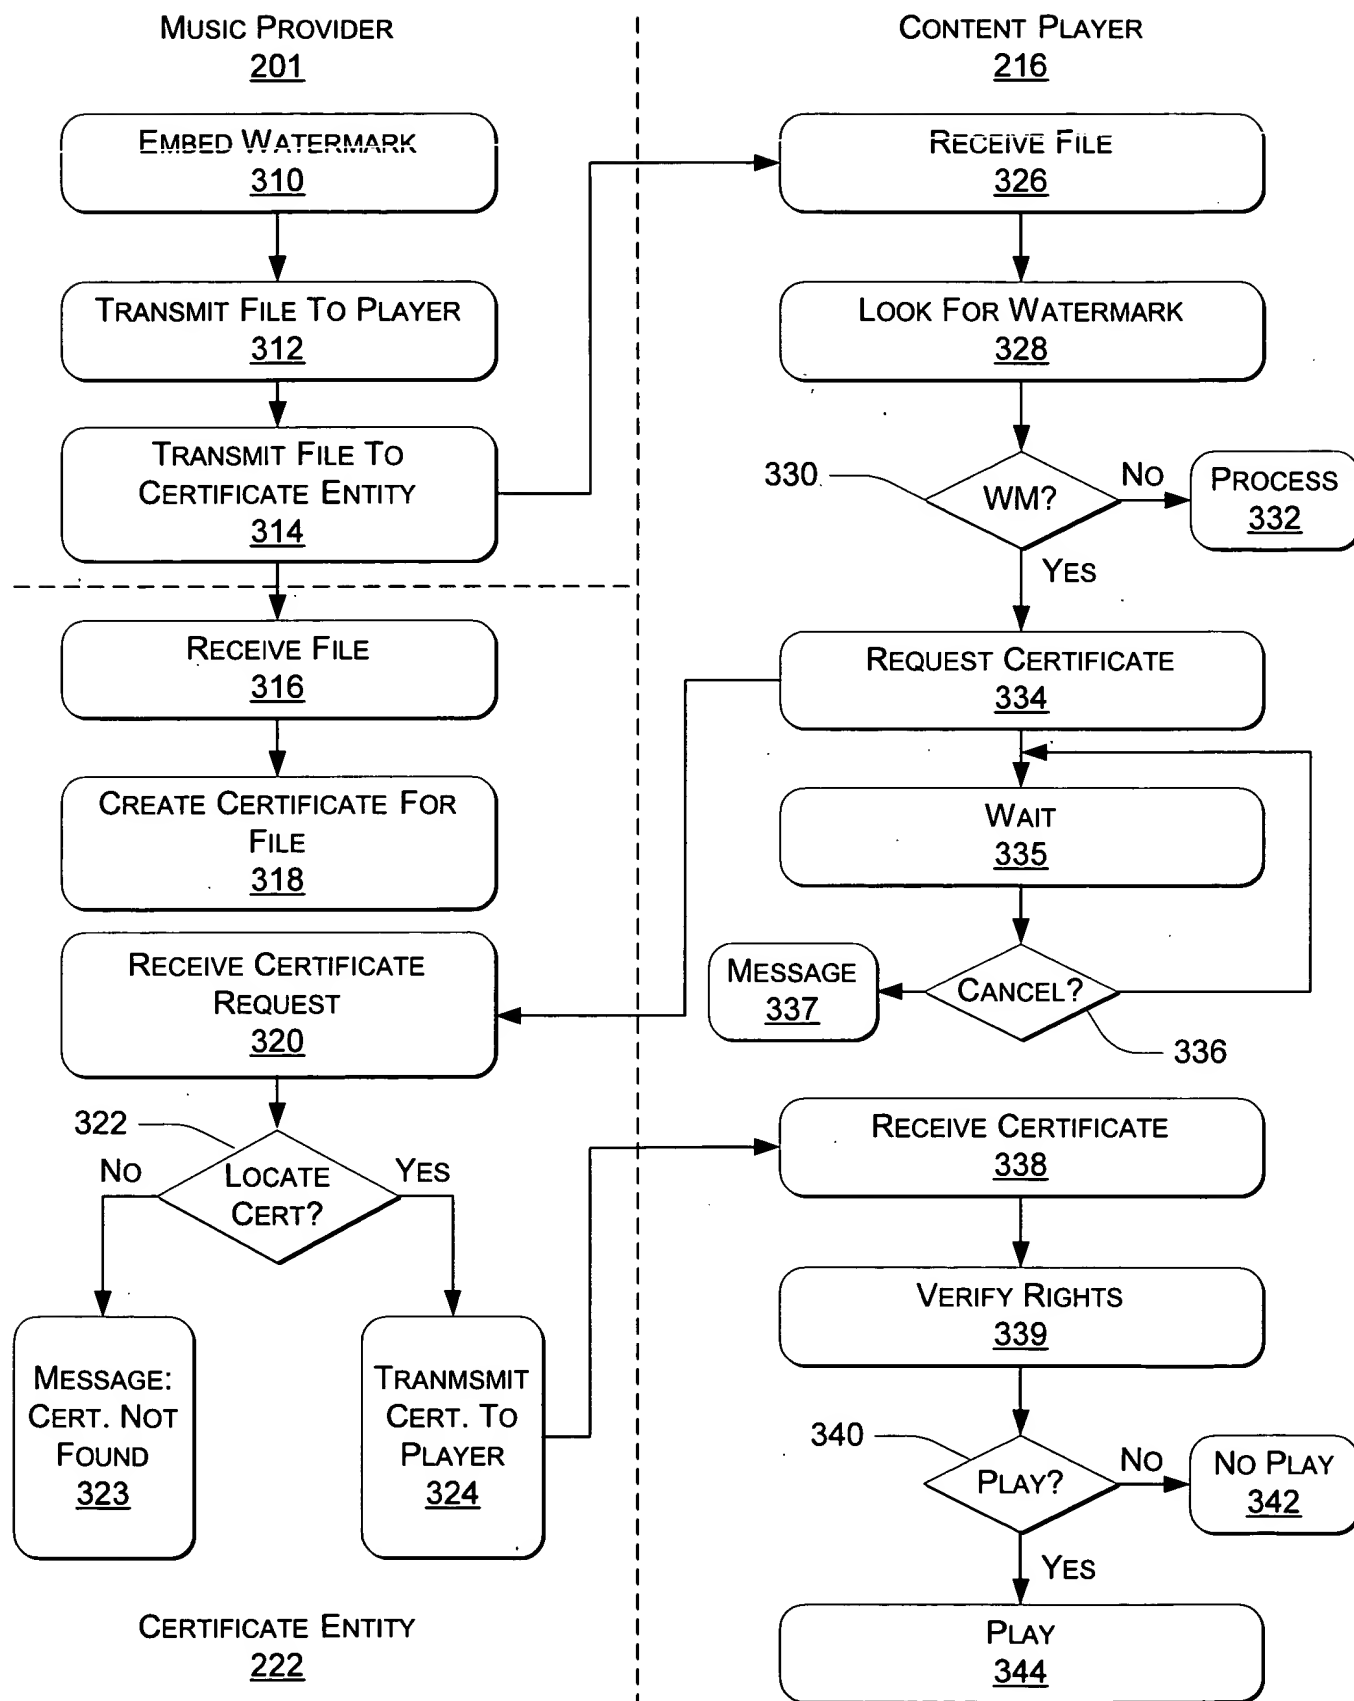 MUSIC PROVIDER
201
EMBED WATERMARK
310
TRANSMIT FILE TO PLAYER
312
TRANSMIT FILE TO
CERTIFICATE ENTITY
314
RECEIVE FILE
316
CREATE CERTIFICATE FOR
FILE
318
RECEIVE CERTIFICATE
REQUEST
320
322
NO
LOCATE
CERT?
YES
MESSAGE:
CERT. NOT
FOUND
323
TRANMSMIT
CERT. TO
PLAYER
324
CERTIFICATE ENTITY
222
CONTENT PLAYER
216
RECEIVE FILE
326
LOOK FOR WATERMARK
328
330
WM?
NO
PROCESS
332
YES
REQUEST CERTIFICATE
334
WAIT
335
MESSAGE
337
CANCEL?
336
RECEIVE CERTIFICATE
338
VERIFY RIGHTS
339
340
PLAY?
NO
NO PLAY
342
YES
PLAY
344